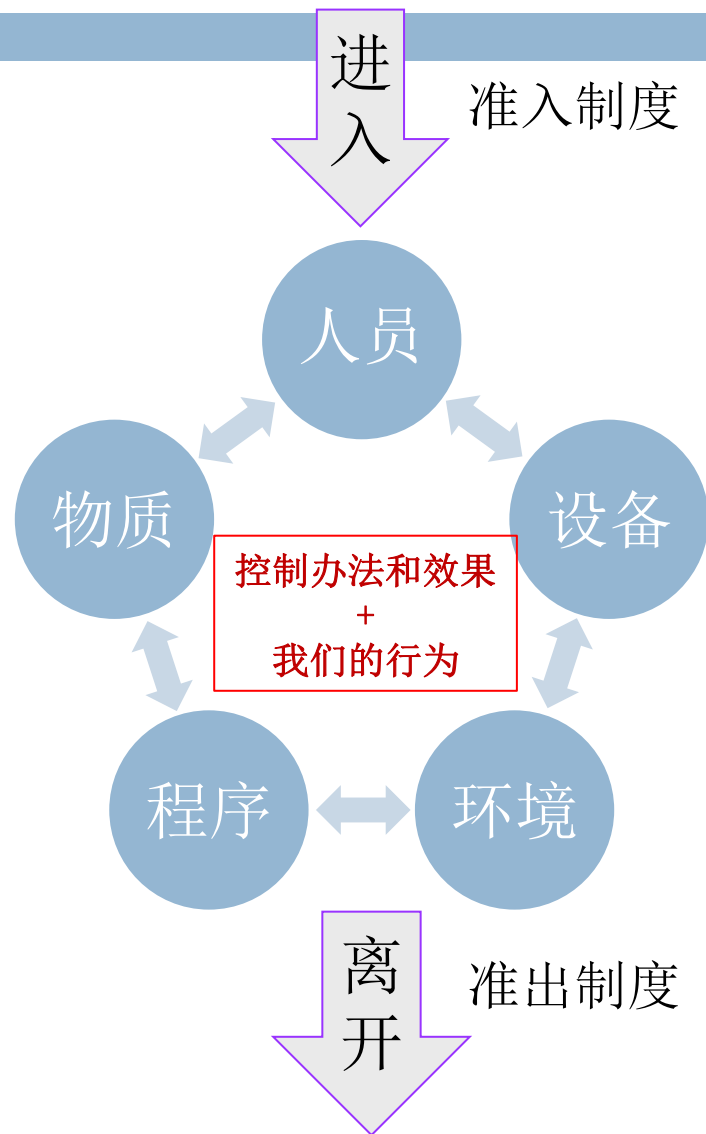 进
入
准入制度
人员
物质
设备
控制办法和效果
+
我们的行为
程序
环境
离
开
准出制度